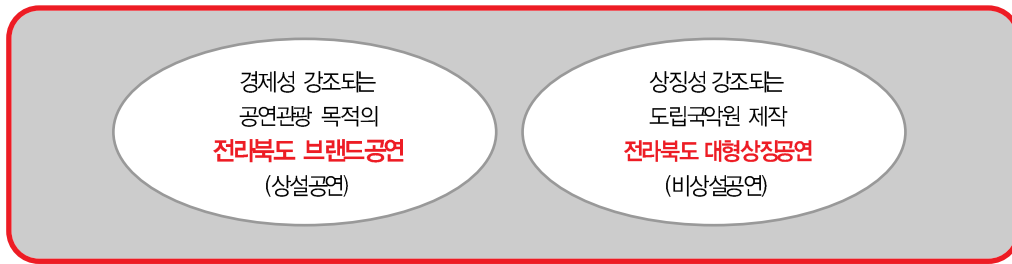 경제성 강조되는
공연관광 목적의
전라북도 브랜드공연
(상설공연)
상징성 강조되는
도립국악원 제작
전라북도 대형상징공연
(비상설공연)